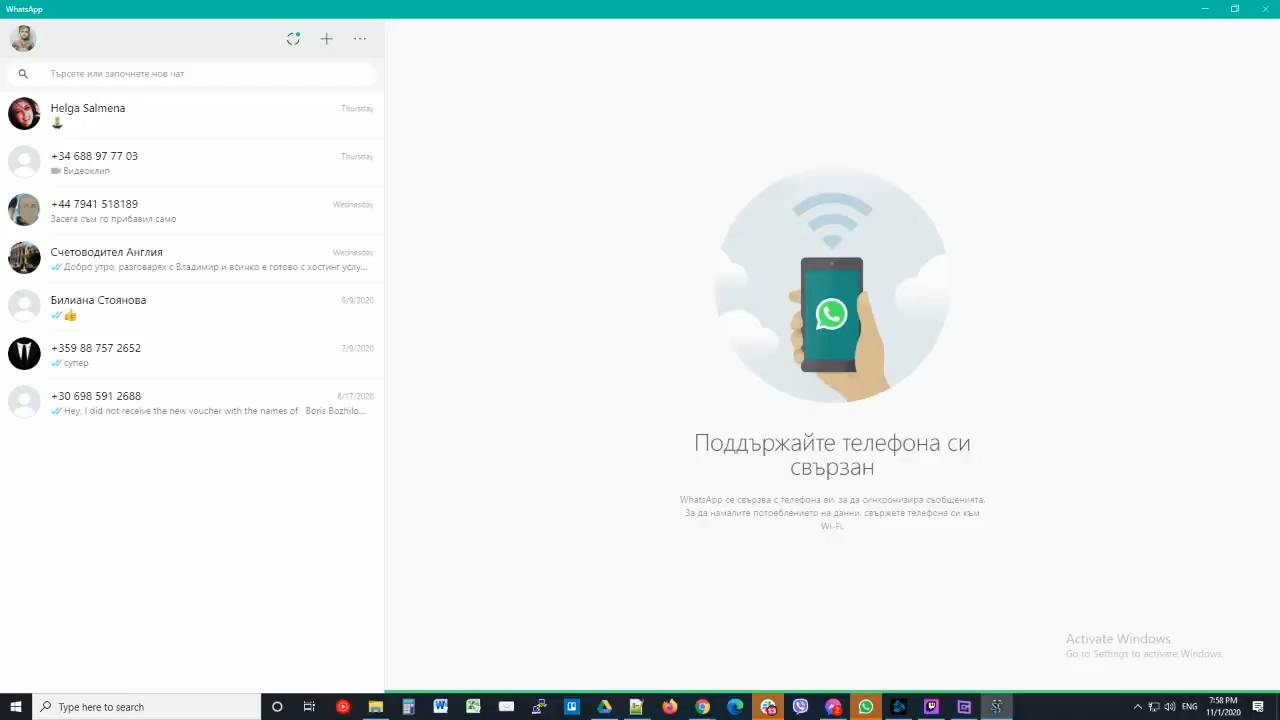 WhatsApp
Търсете или започнете нов чат
Helga Salmena
Thursday
+34 688 97 77 03
Thursday
Видеоклип
+44 7941 518189
Wednesday
Засега съм го прибавил само
Счетоводител Англия
Wednesday
Добро утро, разговарях с Владимир и всичко е готово с хостинг услу...
Билиана Стоянова
9/9/2020
+359 88 757 2652
7/9/2020
супер
+30 698 591 2688
6/17/2020
Hey, I did not receive the new voucher with the names of Boris Bozhilo...
Поддържайте телефона си
свързан
WhatsApp се свързва с телефона ви, за да синхронизира съобщенията.
За да намалите потреблението на данни, свържете телефона си към
Wi-Fi.
Activate Windows
Go to Settings to activate Windows.
Type here to search
13
2
ENG
7:58 PM
11/1/2020